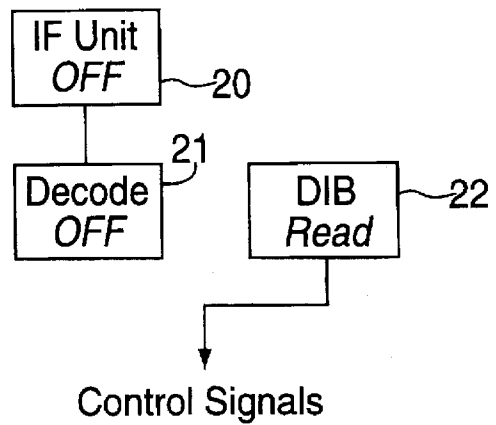 IF Unit
OFF
20
21
Decode
OFF
DIB
Read
22
Control Signals